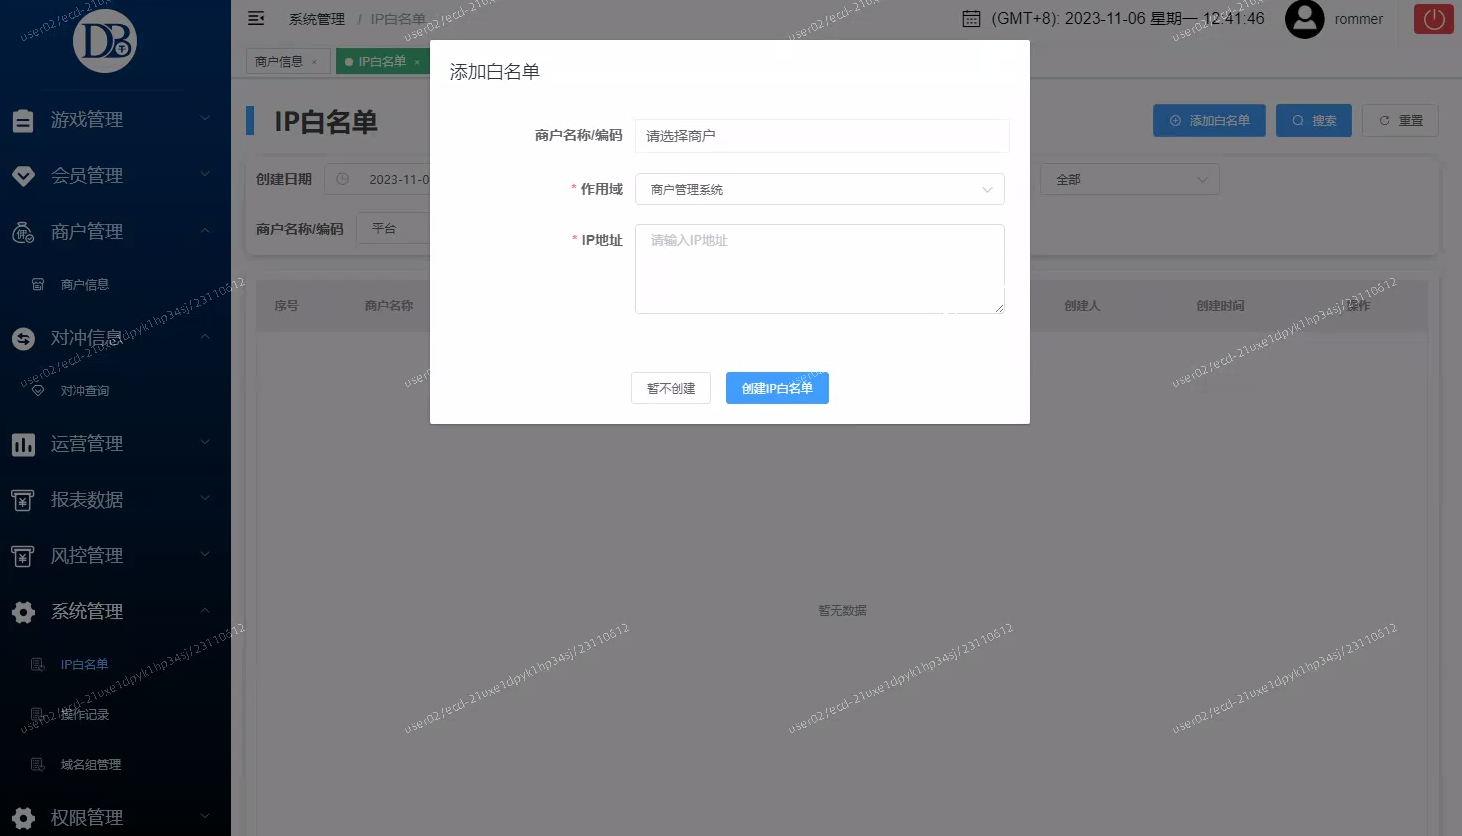 DB
系统管理 / IP白名单
(GMT+8): 2023-11-06 星期一 12:41:46
rommer
商户信息 ×
IP白名单 ×
游戏管理
会员管理
商户管理
商户信息
对冲信息
对冲查询
运营管理
报表数据
风控管理
系统管理
IP白名单
操作记录
域名组管理
权限管理
IP白名单
添加白名单
搜索
重置
创建日期 2023-11-0
全部
商户名称/编码 平台
序号 商户名称 创建人 创建时间 操作
暂无数据
添加白名单
商户名称/编码 请选择商户
* 作用域 商户管理系统
* IP地址 请输入IP地址
暂不创建 创建IP白名单
user02/ecd-21uxe1dpyk1hp34sj/23110612
user02/ecd-21uxe1dpyk1hp34sj/23110612
user02/ecd-21uxe1dpyk1hp34sj/23110612
user02/ecd-21uxe1dpyk1hp34sj/23110612
user02/ecd-21uxe1dpyk1hp34sj/23110612
user02/ecd-21uxe1dpyk1hp34sj/23110612